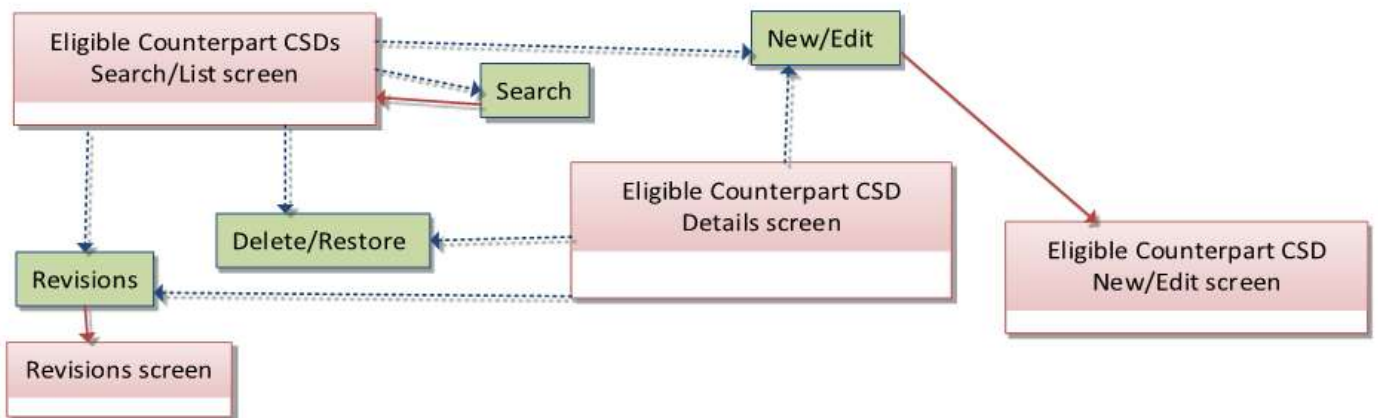 Eligible Counterpart CSDs
Search/List screen
New/Edit
Search
Eligible Counterpart CSD
Details screen
Delete/Restore
Eligible Counterpart CSD
New/Edit screen
Revisions
Revisions screen